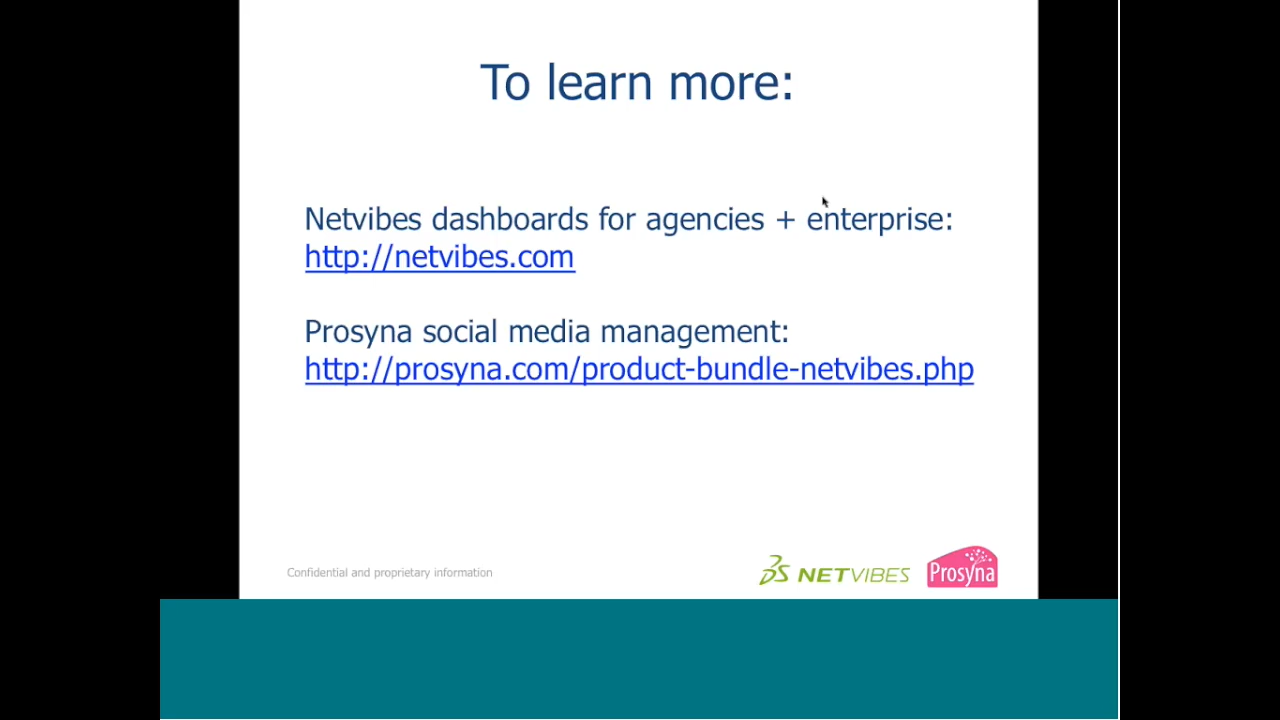 To learn more:
Netvibes dashboards for agencies + enterprise:
http://netvibes.com
Prosyna social media management:
http://prosyna.com/product-bundle-netvibes.php
Confidential and proprietary information
3DS NETVIBES
Prosyna